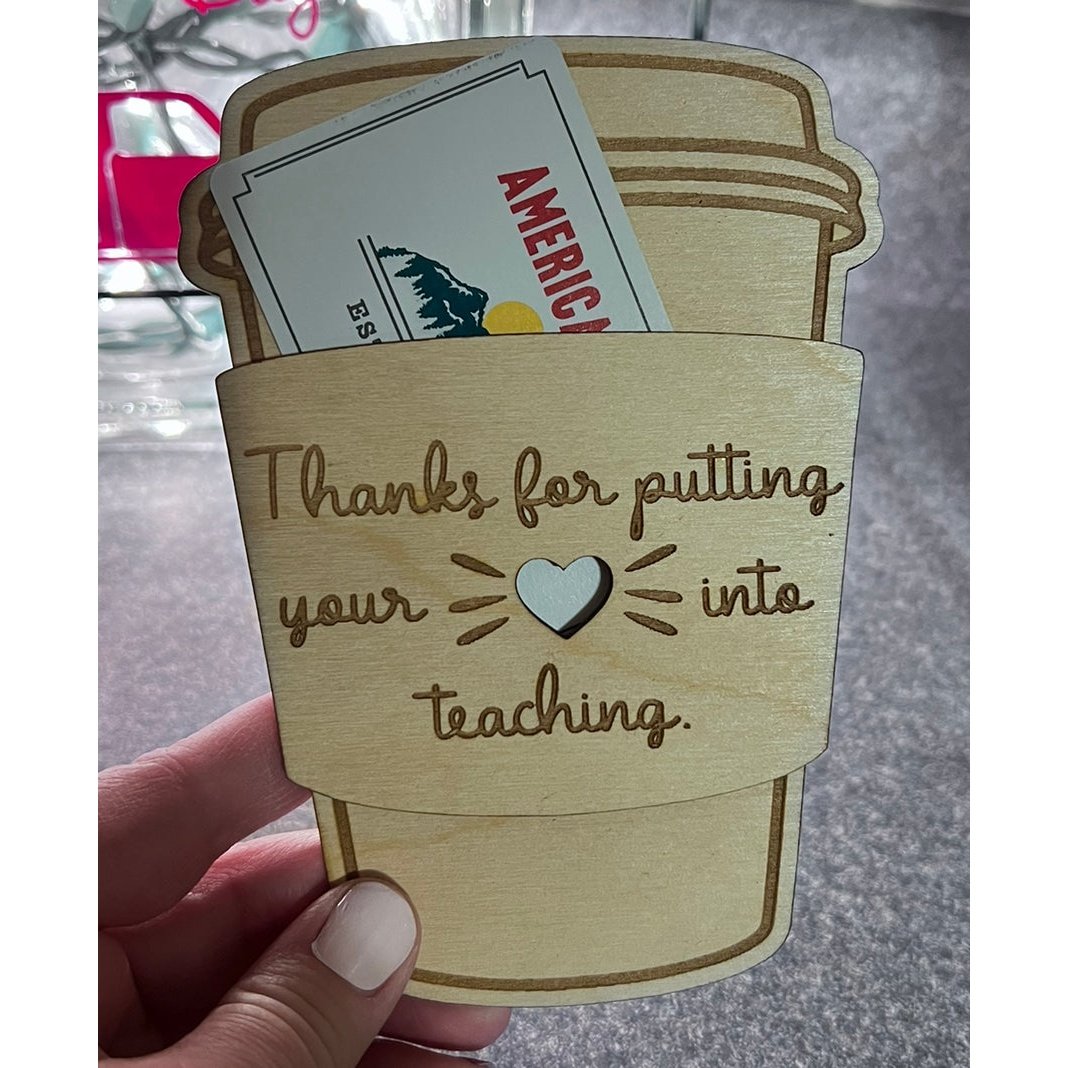 AMERICA
Thanks for putting
your into
teaching.